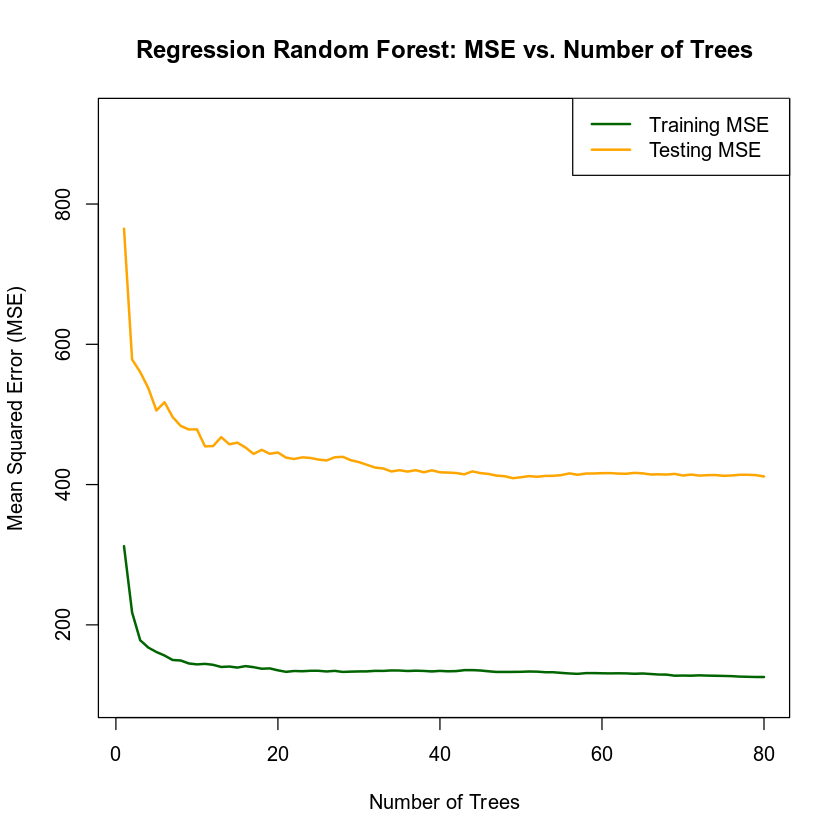 Regression Random Forest: MSE vs. Number of Trees
Training MSE
Testing MSE
Mean Squared Error (MSE)
800
600
400
200
0 20 40 60 80
Number of Trees